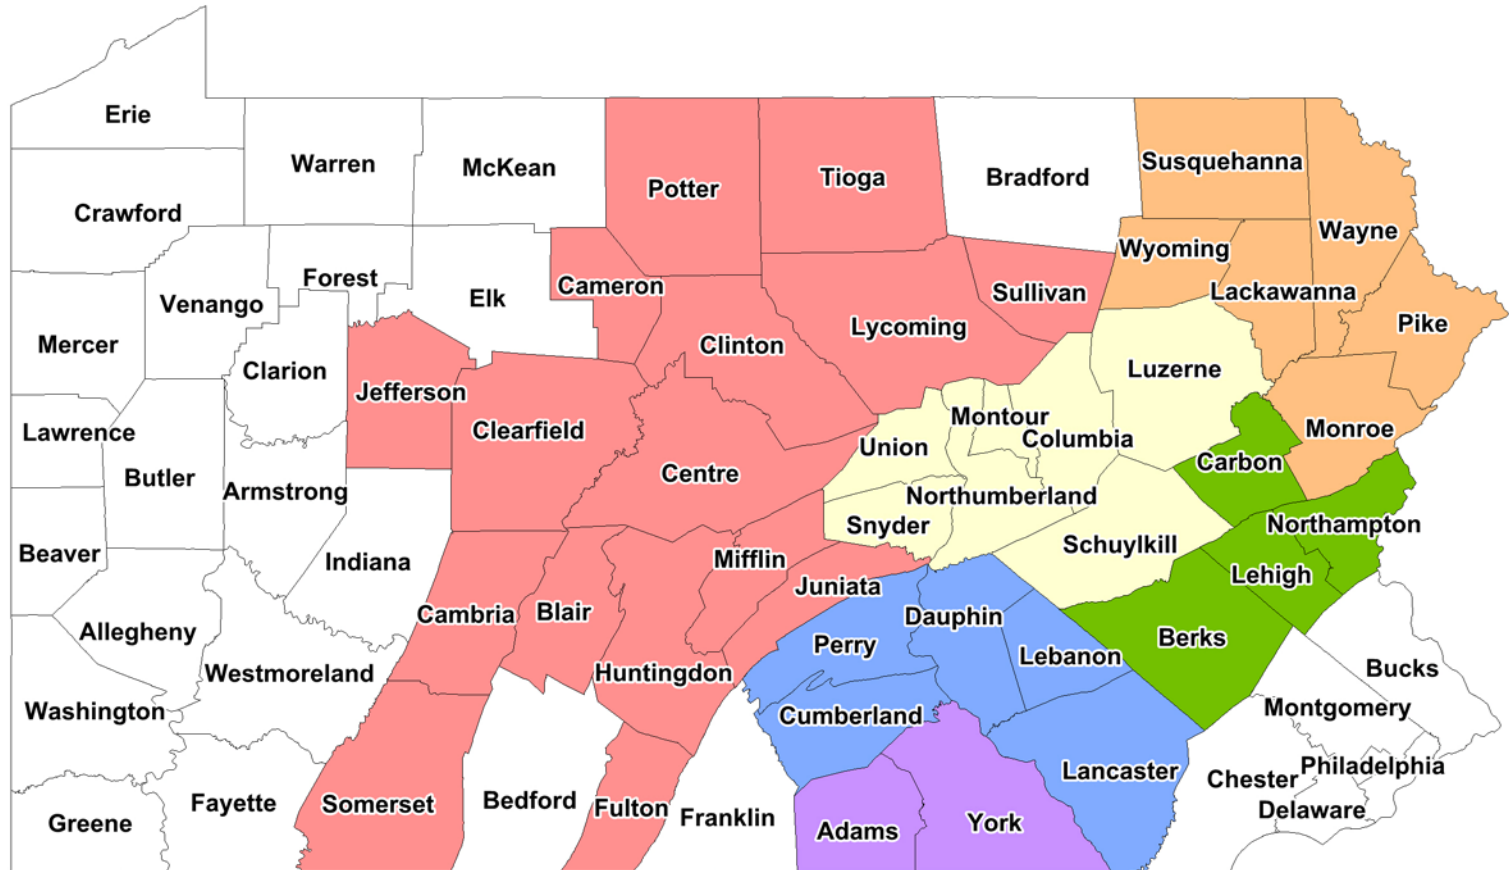 Erie
Warren
McKean
Potter
Tioga
Bradford
Susquehanna
Crawford
Wayne
Wyoming
Forest
Cameron
Elk
Venango
Sullivan
Lackawanna
Lycoming
Pike
Mercer
Clinton
Clarion
Luzerne
Jefferson
Montour
Lawrence
Clearfield
Monroe
Columbia
Union
Carbon
Centre
Butler
Armstrong
Northumberland
Snyder
Northampton
Schuylkill
Beaver
Mifflin
Indiana
Lehigh
Juniata
Blair
Cambria
Dauphin
Allegheny
Berks
Perry
Lebanon
Bucks
Westmoreland
Huntingdon
Montgomery
Washington
Cumberland
Philadelphia
Lancaster
Chester
Bedford
Fayette
Somerset
Fulton
Delaware
Franklin
Greene
York
Adams